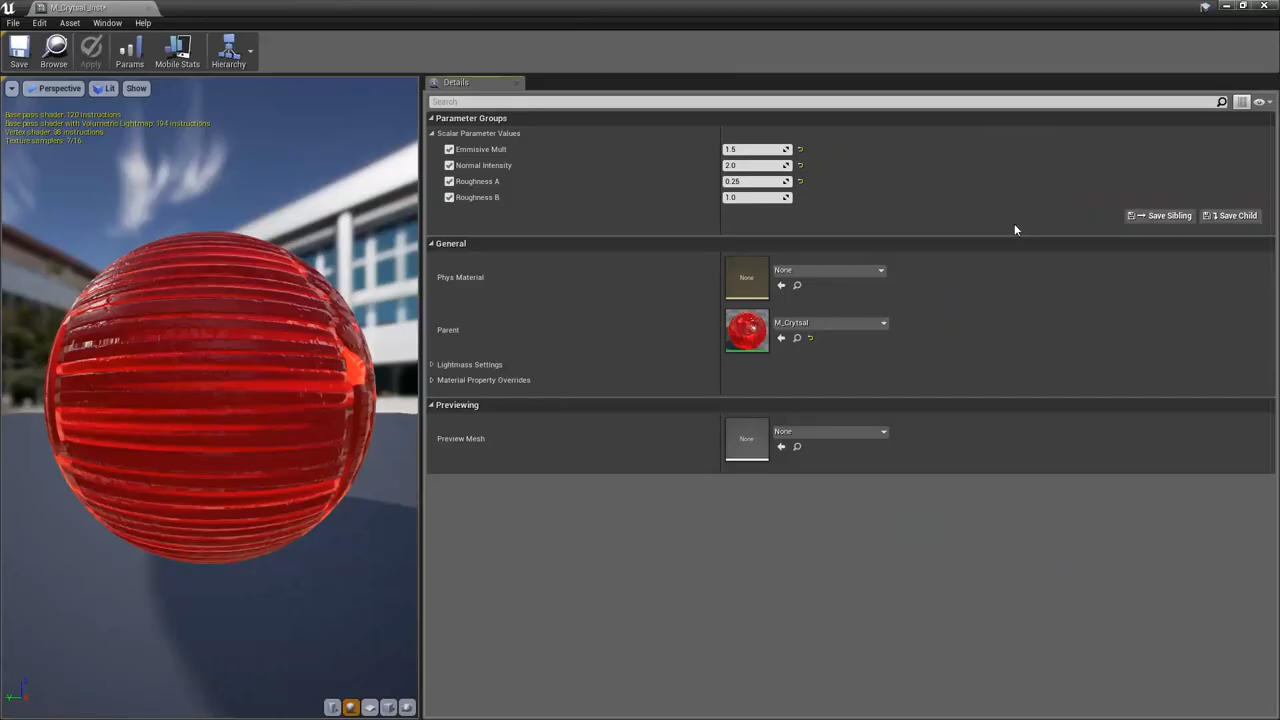 M_Crytsal_Inst*
File Edit Asset Window Help
Save Browse Apply Params Mobile Stats Hierarchy
Perspective Lit Show
Base pass shader: 120 instructions
Base pass shader with Volumetric Lightmap: 194 instructions
Vertex shader: 38 instructions
Texture samplers: 7/16
Details
Search
Parameter Groups
Scalar Parameter Values
Emmisive Mult 1.5
Normal Intensity 2.0
Roughness A 0.25
Roughness B 1.0
Save Sibling Save Child
General
Phys Material None None
Parent M_Crytsal
Lightmass Settings
Material Property Overrides
Previewing
Preview Mesh None None